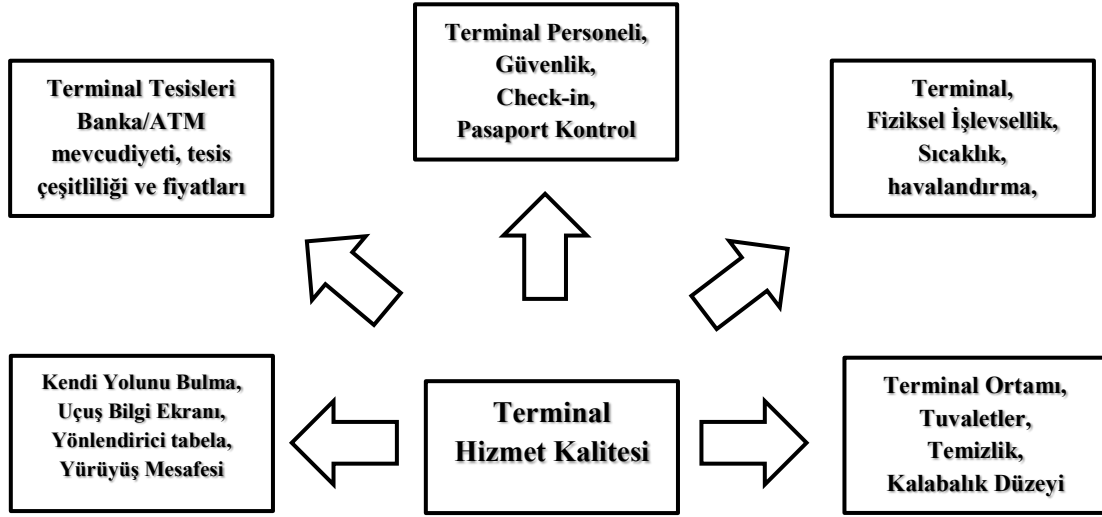 Terminal Personeli,
Güvenlik,
Check-in,
Pasaport Kontrol
Terminal Tesisleri
Banka/ATM
mevcudiyeti, tesis
çeşitliliği ve fiyatları
Terminal,
Fiziksel İşlevsellik,
Sıcaklık,
havalandırma,
Kendi Yolunu Bulma,
Uçuş Bilgi Ekranı,
Yönlendirici tabela,
Yürüyüş Mesafesi
Terminal
Hizmet Kalitesi
Terminal Ortamı,
Tuvaletler,
Temizlik,
Kalabalık Düzeyi